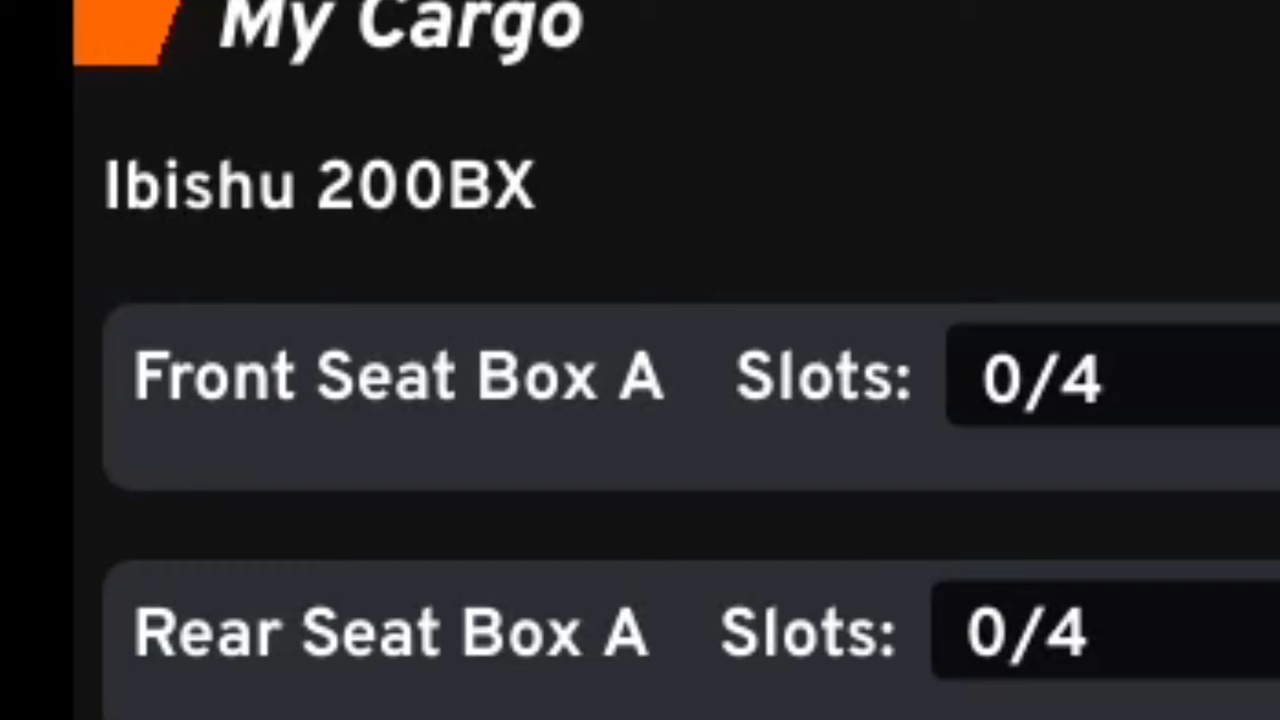 My Cargo
Ibishu 200BX
Front Seat Box A Slots: 0/4
Rear Seat Box A Slots: 0/4